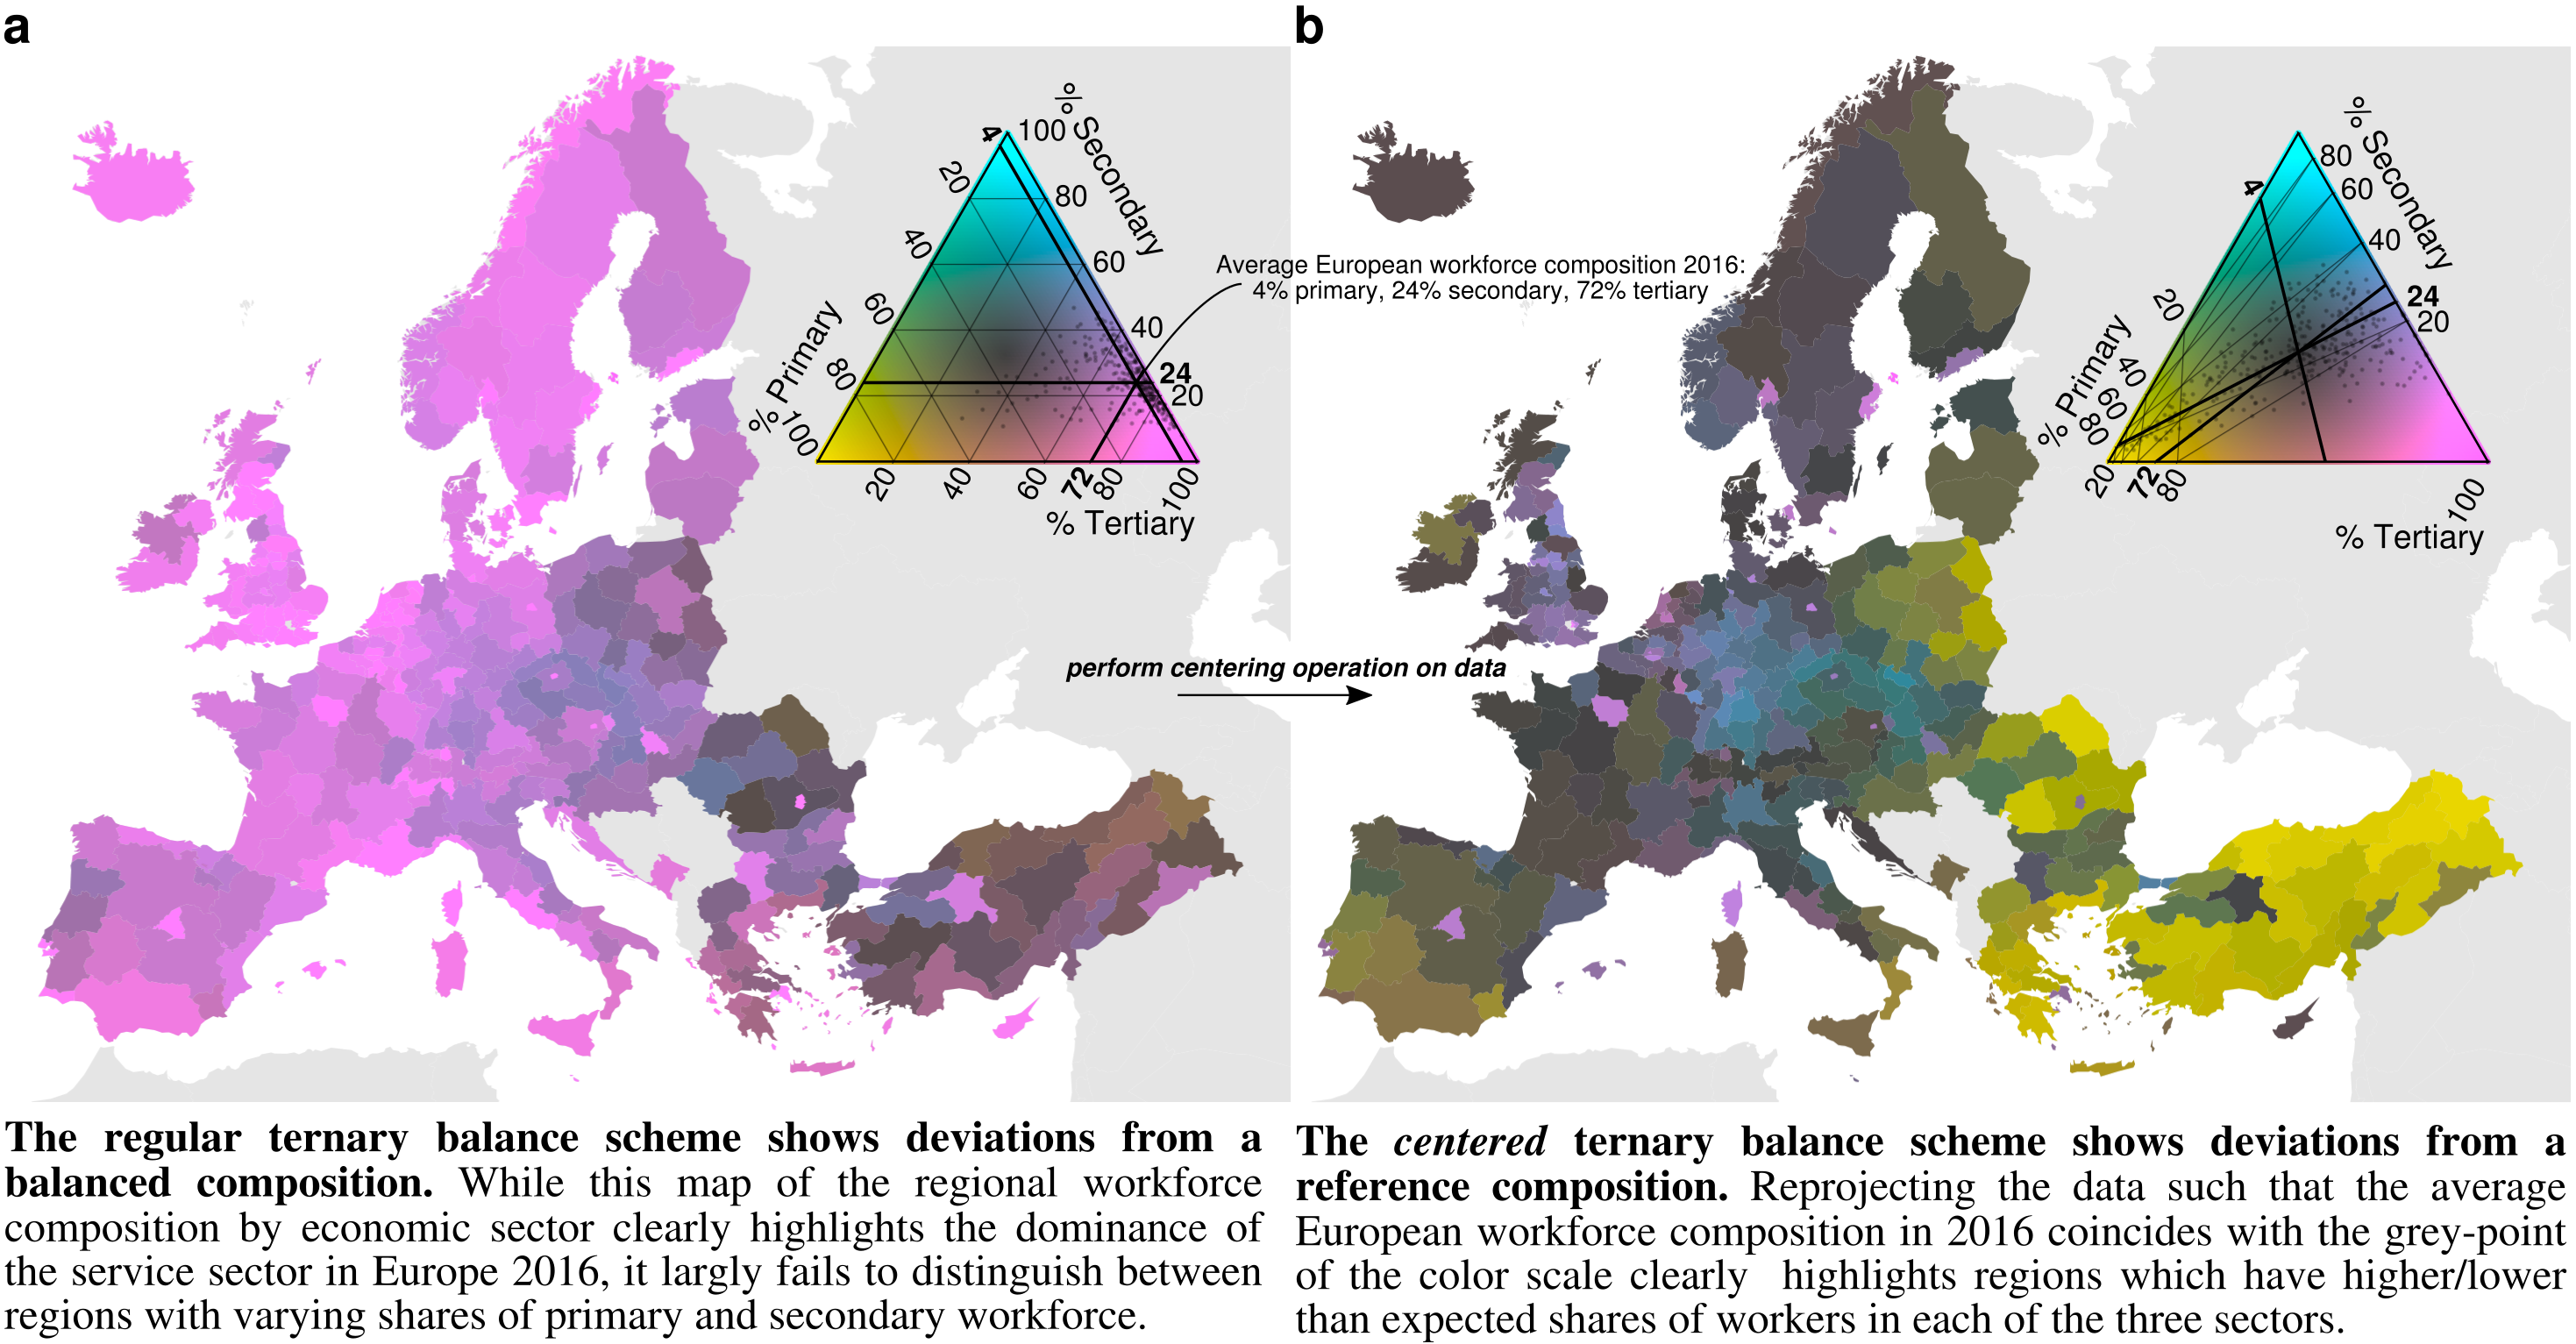 a
b
% Secondary
100
80
60
40
24
20
4
20
40
60
80
100
% Primary
20
40
60
72
80
100
% Tertiary
Average European workforce composition 2016:
4% primary, 24% secondary, 72% tertiary
% Secondary
80
60
40
24
20
4
20
40
60
80
% Primary
20
72
80
100
% Tertiary
perform centering operation on data
The regular ternary balance scheme shows deviations from a
balanced composition. While this map of the regional workforce
composition by economic sector clearly highlights the dominance of
the service sector in Europe 2016, it largly fails to distinguish between
regions with varying shares of primary and secondary workforce.
The centered ternary balance scheme shows deviations from a
reference composition. Reprojecting the data such that the average
European workforce composition in 2016 coincides with the grey-point
of the color scale clearly highlights regions which have higher/lower
than expected shares of workers in each of the three sectors.